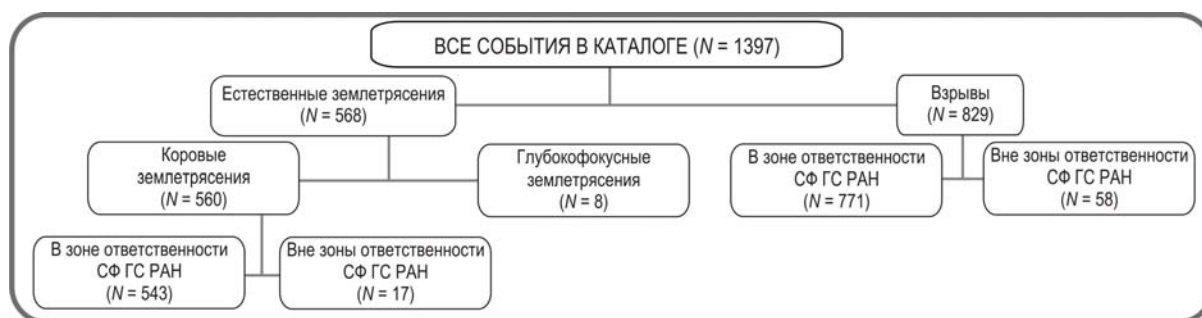 ВСЕ СОБЫТИЯ В КАТАЛОГЕ (N = 1397)
Естественные землетрясения
(N = 568)
Взрывы
(N = 829)
Коровые
землетрясения
(N = 560)
Глубокофокусные
землетрясения
(N = 8)
В зоне ответственности
СФ ГС РАН
(N = 771)
Вне зоны ответственности
СФ ГС РАН
(N = 58)
В зоне ответственности
СФ ГС РАН
(N = 543)
Вне зоны ответственности
СФ ГС РАН
(N = 17)